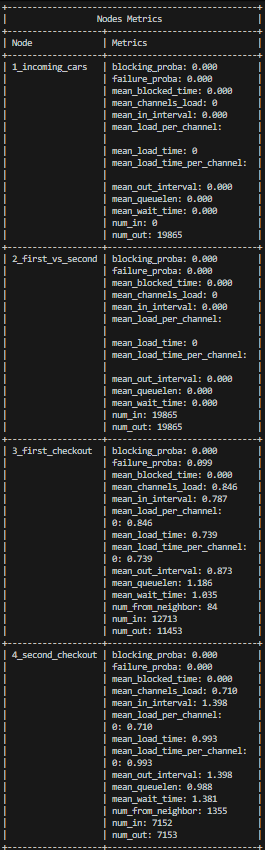 Nodes Metrics
Node | Metrics
1_incoming_cars | blocking_proba: 0.000
failure_proba: 0.000
mean_blocked_time: 0.000
mean_channels_load: 0
mean_in_interval: 0.000
mean_load_per_channel:
mean_load_time: 0
mean_load_time_per_channel:
mean_out_interval: 0.000
mean_queuelen: 0.000
mean_wait_time: 0.000
num_in: 0
num_out: 19865
2_first_vs_second | blocking_proba: 0.000
failure_proba: 0.000
mean_blocked_time: 0.000
mean_channels_load: 0
mean_in_interval: 0.000
mean_load_per_channel:
mean_load_time: 0
mean_load_time_per_channel:
mean_out_interval: 0.000
mean_queuelen: 0.000
mean_wait_time: 0.000
num_in: 19865
num_out: 19865
3_first_checkout | blocking_proba: 0.000
failure_proba: 0.099
mean_blocked_time: 0.000
mean_channels_load: 0.846
mean_in_interval: 0.787
mean_load_per_channel:
0: 0.846
mean_load_time: 0.739
mean_load_time_per_channel:
0: 0.739
mean_out_interval: 0.873
mean_queuelen: 1.186
mean_wait_time: 1.035
num_from_neighbor: 84
num_in: 12713
num_out: 11453
4_second_checkout | blocking_proba: 0.000
failure_proba: 0.000
mean_blocked_time: 0.000
mean_channels_load: 0.710
mean_in_interval: 1.398
mean_load_per_channel:
0: 0.710
mean_load_time: 0.993
mean_load_time_per_channel:
0: 0.993
mean_out_interval: 1.398
mean_queuelen: 0.988
mean_wait_time: 1.381
num_from_neighbor: 1355
num_in: 7152
num_out: 7153